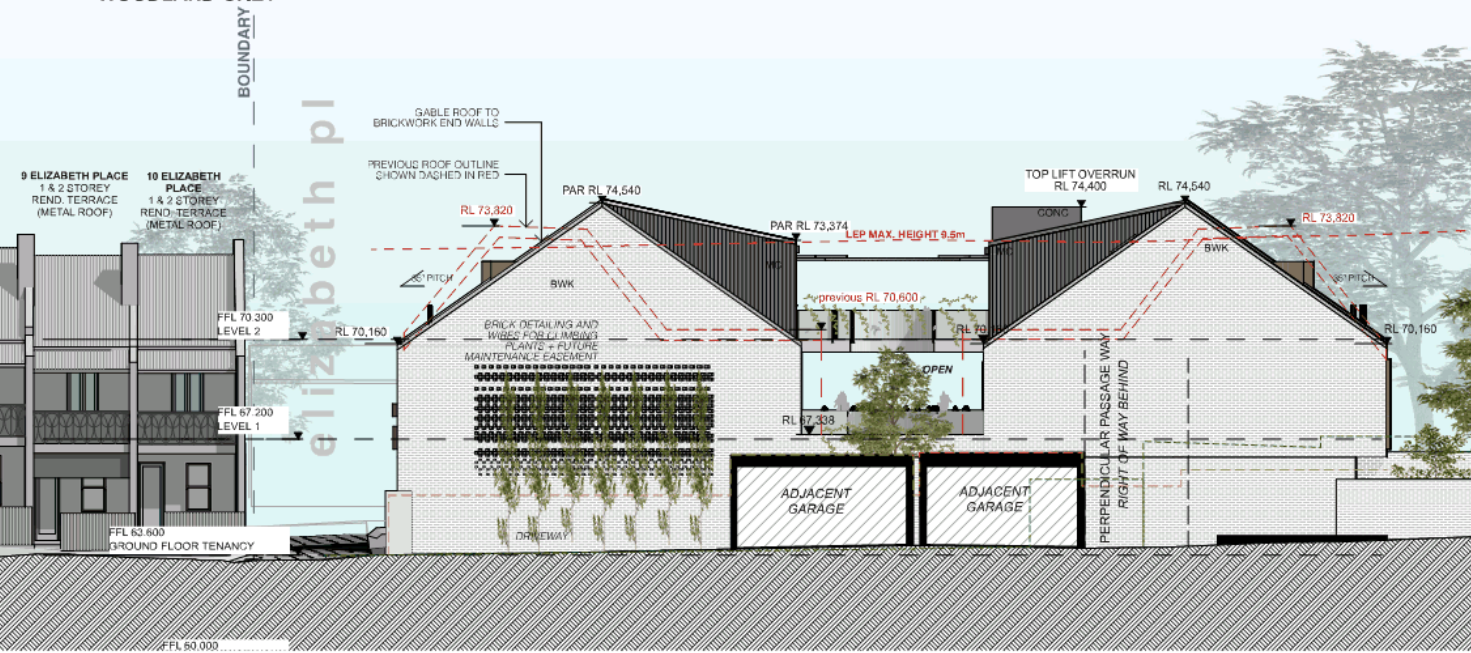 BOUNDARY
elizabeth pl
GABLE ROOF TO
BRICKWORK END WALLS
PREVIOUS ROOF OUTLINE
SHOWN DASHED IN RED
9 ELIZABETH PLACE
1 & 2 STOREY
REND. TERRACE
(METAL ROOF)
10 ELIZABETH
PLACE
1 & 2 STOREY
REND. TERRACE
(METAL ROOF)
PAR RL 74,540
TOP LIFT OVERRUN
RL 74,400
RL 74,540
RL 73,820
CONC
RL 73,820
PAR RL 73,374
LEP MAX. HEIGHT 9.5m
BWK
MC
MC
35° PITCH
BWK
35° PITCH
previous RL 70,600
FFL 70.300
LEVEL 2
RL 70,160
BRICK DETAILING AND
WIRES FOR CLIMBING
PLANTS + FUTURE
MAINTENANCE EASEMENT
RL 70,160
OPEN
FFL 67.200
LEVEL 1
RL 67,338
PERPENDICULAR PASSAGE WAY
RIGHT OF WAY BEHIND
ADJACENT
GARAGE
ADJACENT
GARAGE
DRIVEWAY
FFL 63.600
GROUND FLOOR TENANCY
FFL 60.000